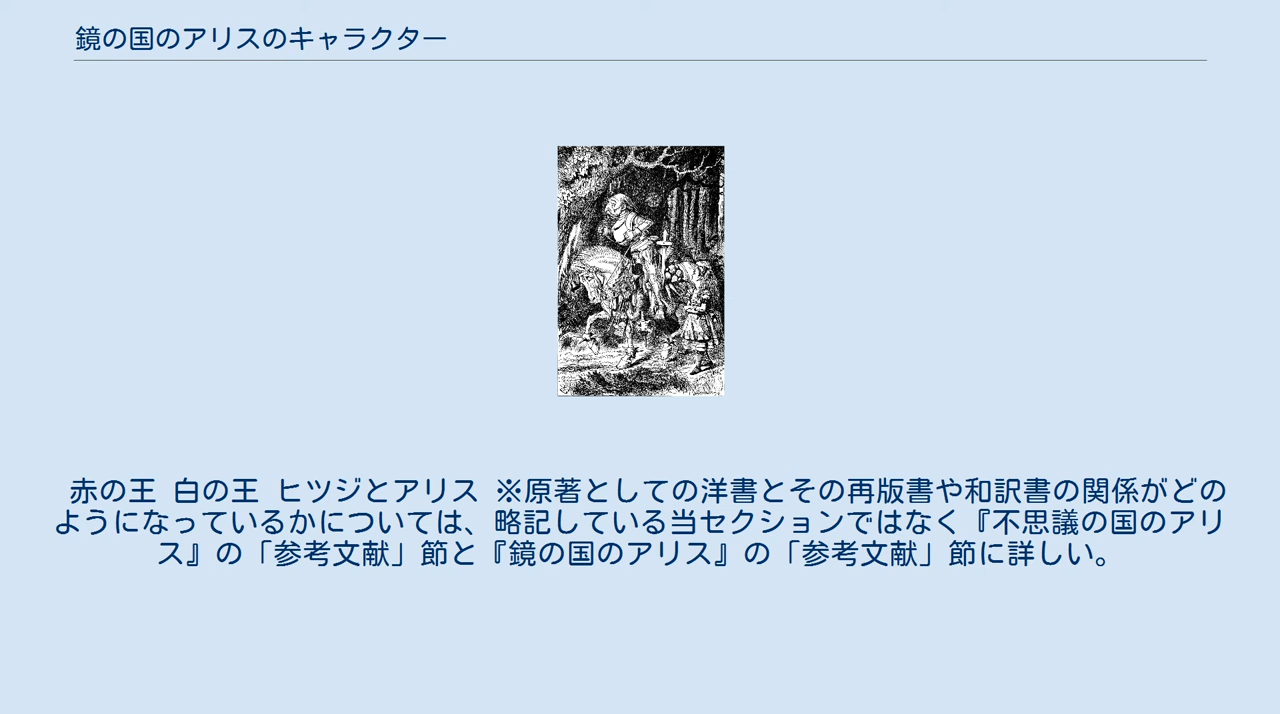 鏡の国のアリスのキャラクター
赤の王 白の王 ヒツジとアリス ※原著としての洋書とその再版書や和訳書の関係がどの
ようになっているかについては、略記している当セクションではなく『不思議の国のアリ
ス』の「参考文献」節と『鏡の国のアリス』の「参考文献」節に詳しい。